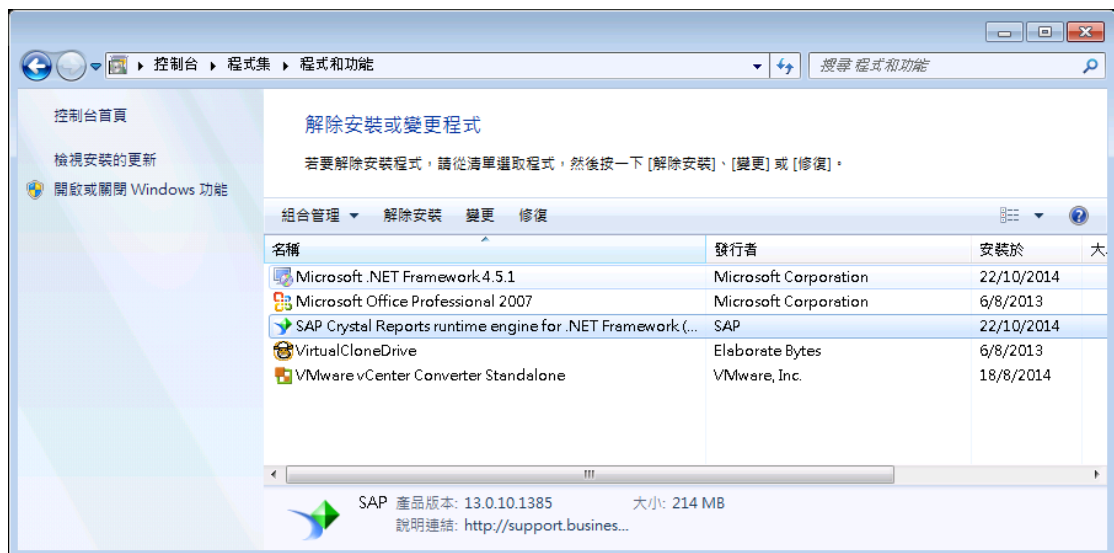 控制台 ▸ 程式集 ▸ 程式和功能
搜尋 程式和功能
控制台首頁
檢視安裝的更新
開啟或關閉 Windows 功能
解除安裝或變更程式
若要解除安裝程式，請從清單選取程式，然後按一下 [解除安裝]、[變更] 或 [修復]。
組合管理 解除安裝 變更 修復
名稱 發行者 安裝於
Microsoft .NET Framework 4.5.1 Microsoft Corporation 22/10/2014
Microsoft Office Professional 2007 Microsoft Corporation 6/8/2013
SAP Crystal Reports runtime engine for .NET Framework (... SAP 22/10/2014
VirtualCloneDrive Elaborate Bytes 6/8/2013
VMware vCenter Converter Standalone VMware, Inc. 18/8/2014
SAP 產品版本: 13.0.10.1385 大小: 214 MB
說明連結: http://support.busines...